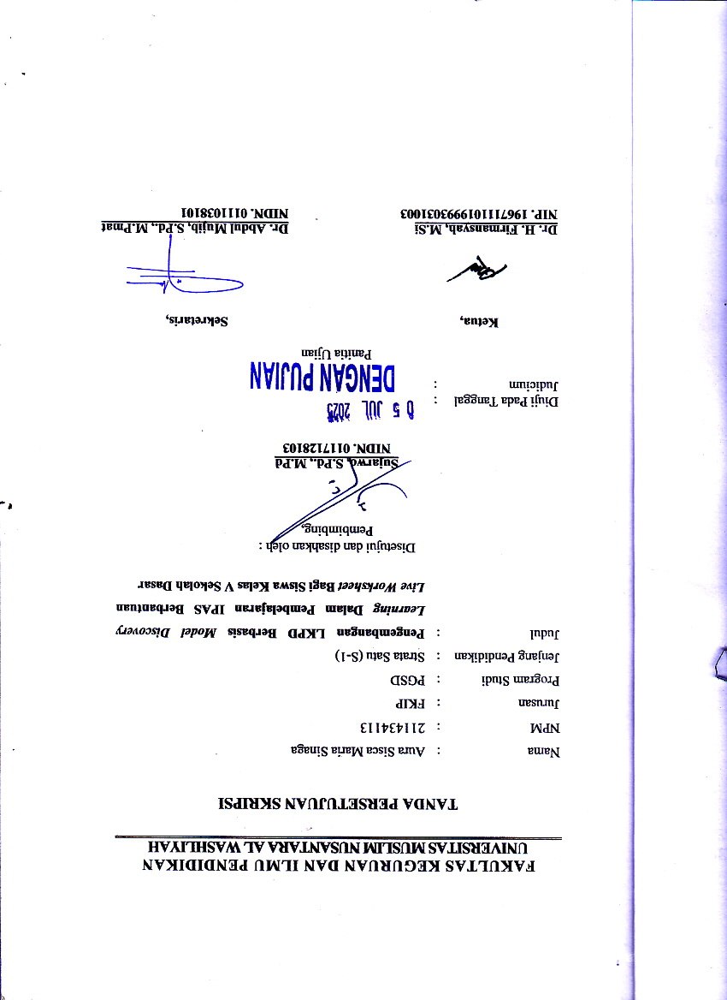 FAKULTAS KEGURUAN DAN ILMU PENDIDIKAN
UNIVERSITAS MUSLIM NUSANTARA AL WASHLIYAH
TANDA PERSETUJUAN SKRIPSI
Nama : Aura Sisca Maria Sinaga
NPM : 211434113
Jurusan : FKIP
Program Studi : PGSD
Jenjang Pendidikan : Strata Satu (S-1)
Judul : Pengembangan LKPD Berbasis Model Discovery
Learning Dalam Pembelajaran IPAS Berbantuan
Live Worksheet Bagi Siswa Kelas V Sekolah Dasar
Disetujui dan disahkan oleh :
Pembimbing,
Sujarwo, S.Pd., M.Pd
NIDN. 0117128103
Diuji Pada Tanggal : 05 JUL 2025
Judicium : DENGAN PUJIAN
Panitia Ujian
Ketua, Sekretaris,
Dr. H. Firmansyah, M.Si Dr. Abdul Mujib, S.Pd., M.Pmat
NIP. 1967111019993031003 NIDN. 0111038101